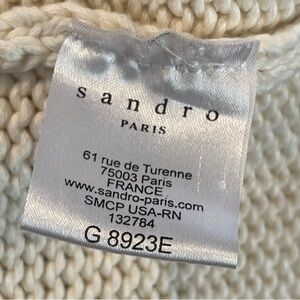 sandro
PARIS
61 rue de Turenne
75003 Paris
FRANCE
www.sandro-paris.com
SMCP USA-RN
132784
G 8923E